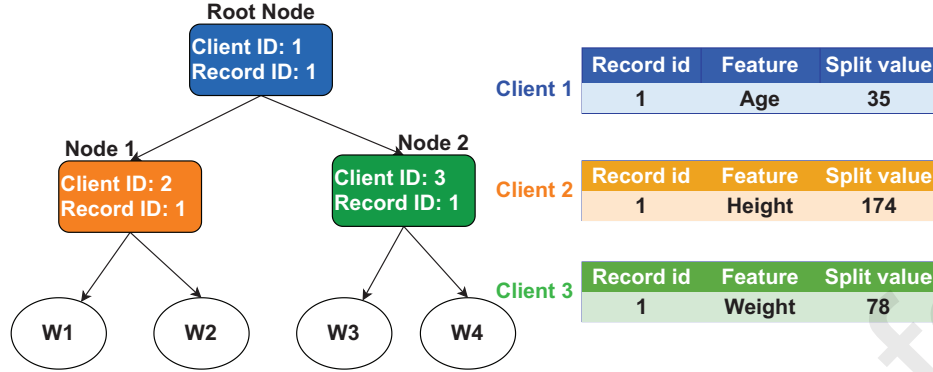 Root Node
Client ID: 1
Record ID: 1
Node 1
Client ID: 2
Record ID: 1
Node 2
Client ID: 3
Record ID: 1
W1
W2
W3
W4
Client 1
Record id Feature Split value
1 Age 35
Client 2
Record id Feature Split value
1 Height 174
Client 3
Record id Feature Split value
1 Weight 78